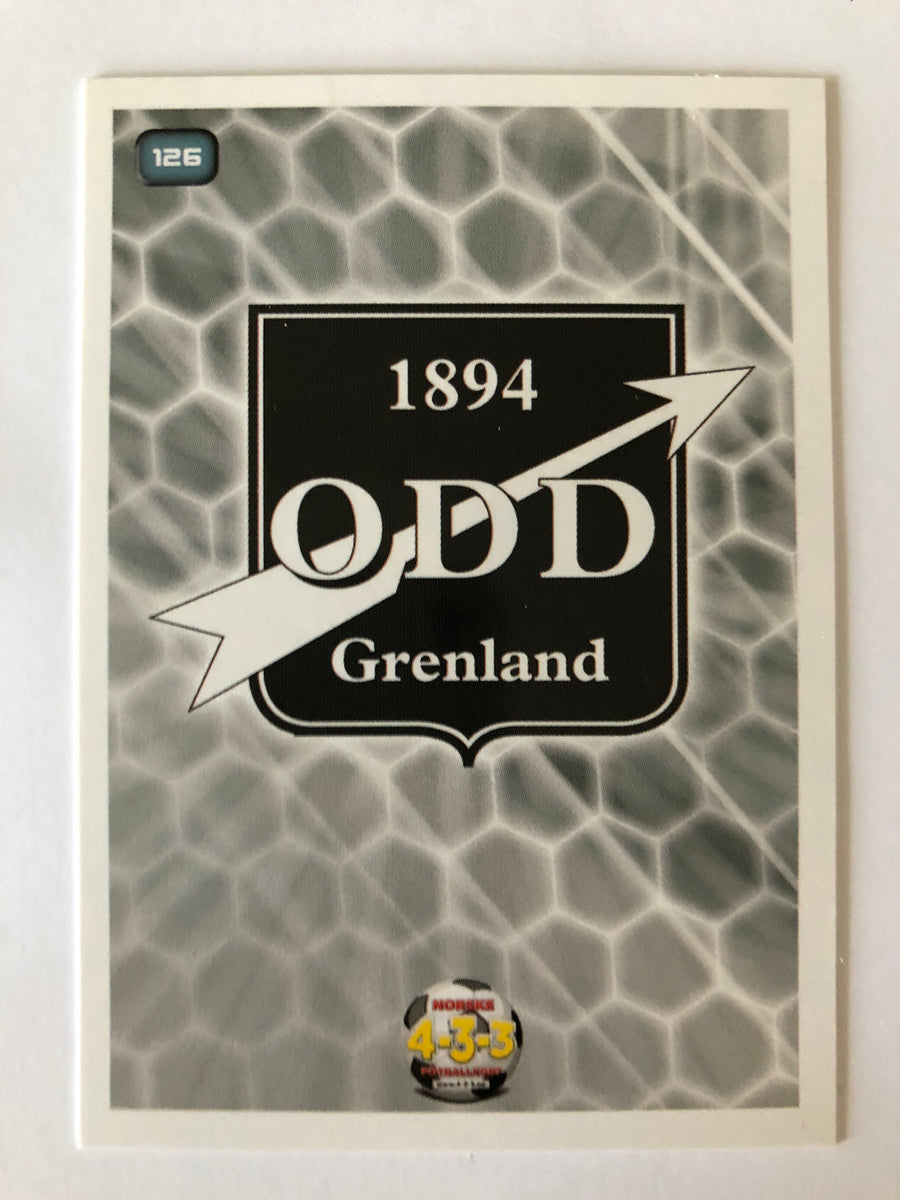 126
1894
ODD
Grenland
NORSKE
4-3-3
FOTBALLKORT